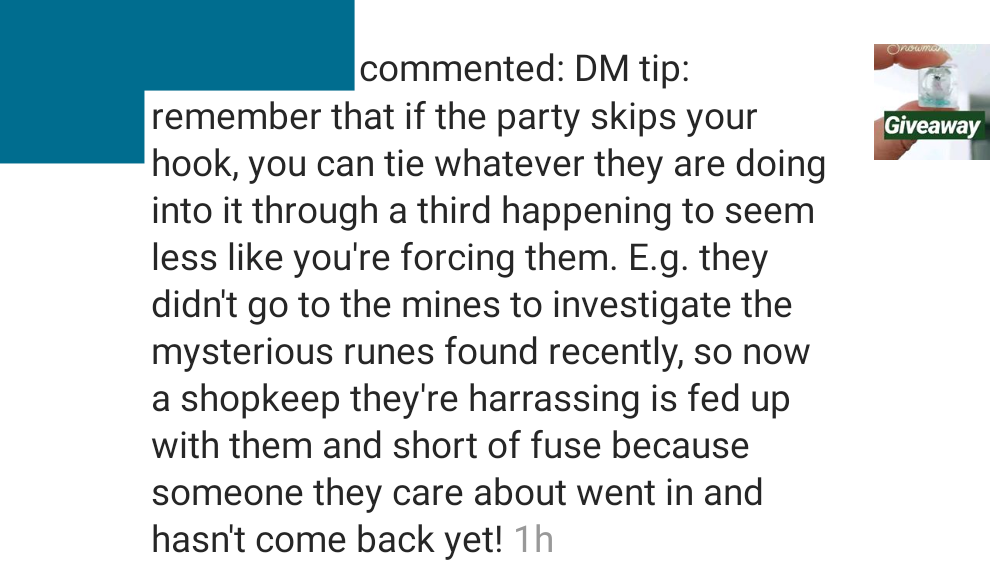 commented: DM tip:
remember that if the party skips your
hook, you can tie whatever they are doing
into it through a third happening to seem
less like you're forcing them. E.g. they
didn't go to the mines to investigate the
mysterious runes found recently, so now
a shopkeep they're harrassing is fed up
with them and short of fuse because
someone they care about went in and
hasn't come back yet! 1h
Giveaway